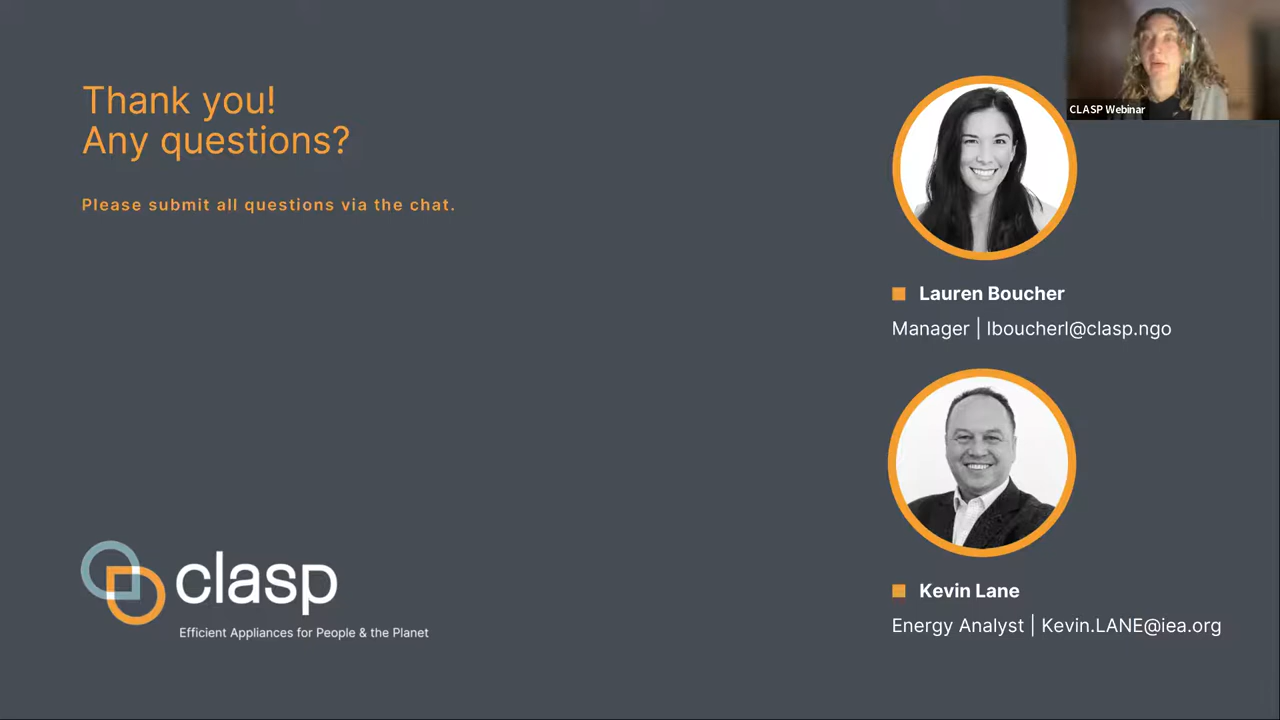 Thank you!
Any questions?
Please submit all questions via the chat.
CLASP Webinar
Lauren Boucher
Manager | lboucherl@clasp.ngo
Kevin Lane
Energy Analyst | Kevin.LANE@iea.org
clasp
Efficient Appliances for People & the Planet